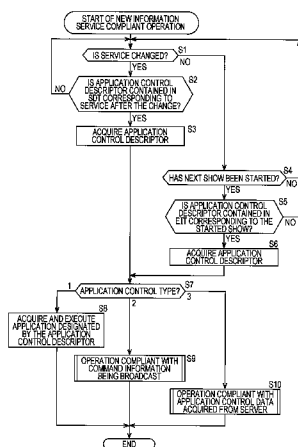 START OF NEW INFORMATION
SERVICE COMPLIANT OPERATION
S1
IS SERVICE CHANGED?
NO
YES
S2
IS APPLICATION CONTROL
DESCRIPTOR CONTAINED IN
SDT CORRESPONDING TO
SERVICE AFTER THE CHANGE?
NO
YES
S3
ACQUIRE APPLICATION
CONTROL DESCRIPTOR
S4
HAS NEXT SHOW BEEN STARTED?
NO
YES
S5
IS APPLICATION CONTROL
DESCRIPTOR CONTAINED IN
EIT CORRESPONDING TO THE
STARTED SHOW?
NO
YES
S6
ACQUIRE APPLICATION
CONTROL DESCRIPTOR
S7
APPLICATION CONTROL TYPE?
1
2
3
S8
ACQUIRE AND EXECUTE
APPLICATION DESIGNATED
BY THE APPLICATION
CONTROL DESCRIPTOR
S9
OPERATION COMPLIANT WITH
COMMAND INFORMATION
BEING BROADCAST
S10
OPERATION COMPLIANT WITH
APPLICATION CONTROL DATA
ACQUIRED FROM SERVER
END